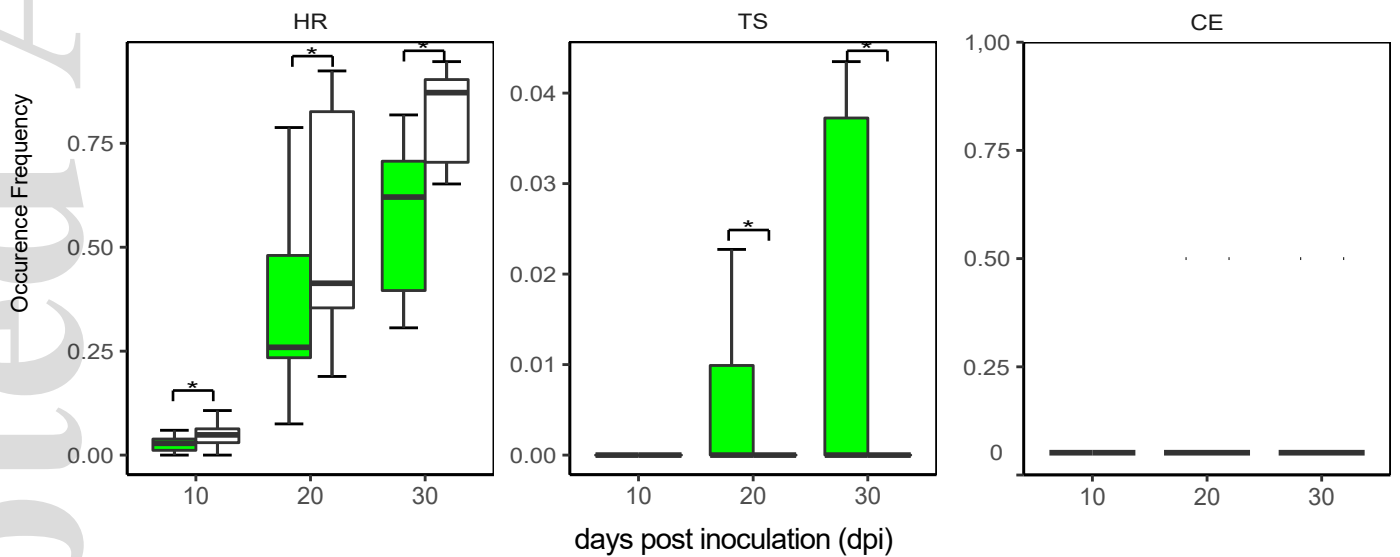 HR TS CE
* * * * * *
1,00
0.75 0.04 0.75
0.03
0.50 0.02 0.50
0.25 0.01 0.25
0.00 0.00 0
10 20 30 10 20 30 10 20 30
Occurence Frequency
days post inoculation (dpi)
pted A